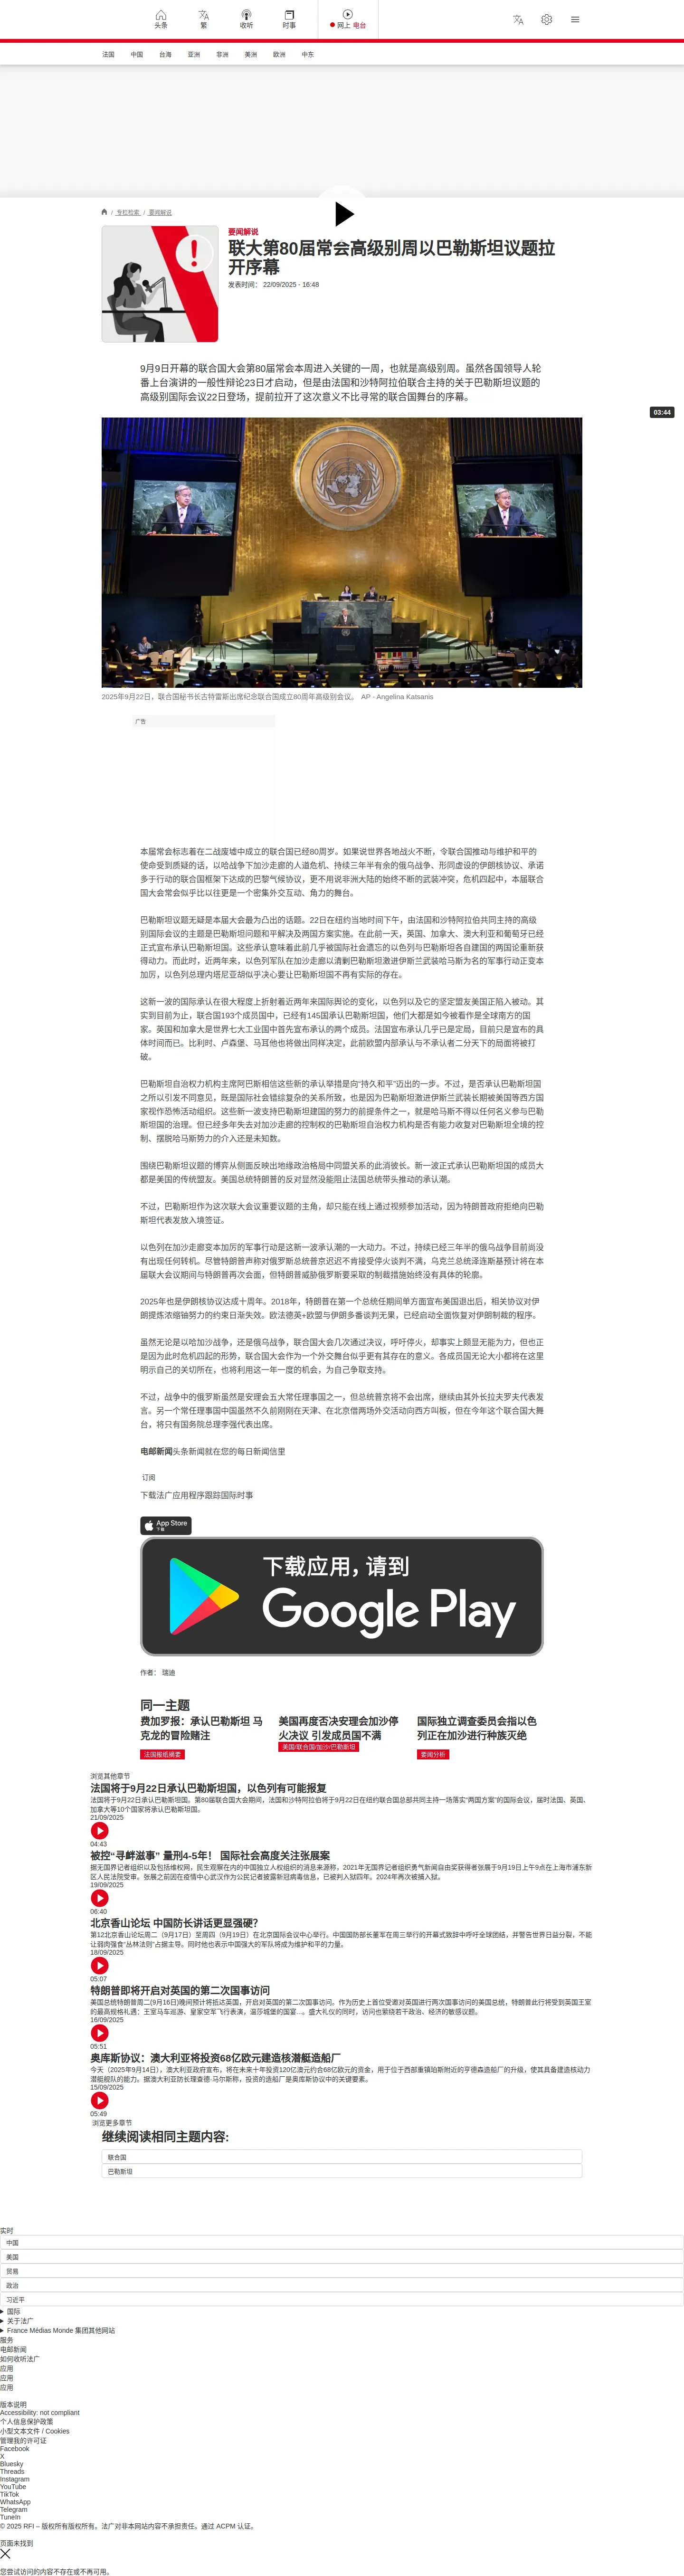 头条
繁
收听
时事
网上 电台
法国
中国
台海
亚洲
非洲
美洲
欧洲
中东
/ 专栏检索 / 要闻解说
要闻解说
联大第80届常会高级别周以巴勒斯坦议题拉
开序幕
发表时间： 22/09/2025 - 16:48
9月9日开幕的联合国大会第80届常会本周进入关键的一周，也就是高级别周。虽然各国领导人轮
番上台演讲的一般性辩论23日才启动，但是由法国和沙特阿拉伯联合主持的关于巴勒斯坦议题的
高级别国际会议22日登场，提前拉开了这次意义不比寻常的联合国舞台的序幕。
03:44
2025年9月22日，联合国秘书长古特雷斯出席纪念联合国成立80周年高级别会议。 AP - Angelina Katsanis
广告
本届常会标志着在二战废墟中成立的联合国已经80周岁。如果说世界各地战火不断，令联合国推动与维护和平的
使命受到质疑的话，以哈战争下加沙走廊的人道危机、持续三年半有余的俄乌战争、形同虚设的伊朗核协议、承诺
多于行动的联合国框架下达成的巴黎气候协议，更不用说非洲大陆的始终不断的武装冲突，危机四起中，本届联合
国大会常会似乎比以往更是一个密集外交互动、角力的舞台。
巴勒斯坦议题无疑是本届大会最为凸出的话题。22日在纽约当地时间下午，由法国和沙特阿拉伯共同主持的高级
别国际会议的主题是巴勒斯坦问题和平解决及两国方案实施。在此前一天，英国、加拿大、澳大利亚和葡萄牙已经
正式宣布承认巴勒斯坦国。这些承认意味着此前几乎被国际社会遗忘的以色列与巴勒斯坦各自建国的两国论重新获
得动力。而此时，近两年来，以色列军队在加沙走廊以清剿巴勒斯坦激进伊斯兰武装哈马斯为名的军事行动正变本
加厉，以色列总理内塔尼亚胡似乎决心要让巴勒斯坦国不再有实际的存在。
这新一波的国际承认在很大程度上折射着近两年来国际舆论的变化，以色列以及它的坚定盟友美国正陷入被动。其
实到目前为止，联合国193个成员国中，已经有145国承认巴勒斯坦国，他们大都是如今被看作是全球南方的国
家。英国和加拿大是世界七大工业国中首先宣布承认的两个成员。法国宣布承认几乎已是定局，目前只是宣布的具
体时间而已。比利时、卢森堡、马耳他也将做出同样决定，此前欧盟内部承认与不承认者二分天下的局面将被打
破。
巴勒斯坦自治权力机构主席阿巴斯相信这些新的承认举措是向“持久和平”迈出的一步。不过，是否承认巴勒斯坦国
之所以引发不同意见，既是国际社会错综复杂的关系所致，也是因为巴勒斯坦激进伊斯兰武装长期被美国等西方国
家视作恐怖活动组织。这些新一波支持巴勒斯坦建国的努力的前提条件之一，就是哈马斯不得以任何名义参与巴勒
斯坦国的治理。但已经多年失去对加沙走廊的控制权的巴勒斯坦自治权力机构是否有能力收复对巴勒斯坦全境的控
制、摆脱哈马斯势力的介入还是未知数。
围绕巴勒斯坦议题的博弈从侧面反映出地缘政治格局中同盟关系的此消彼长。新一波正式承认巴勒斯坦国的成员大
都是美国的传统盟友。美国总统特朗普的反对显然没能阻止法国总统带头推动的承认潮。
不过，巴勒斯坦作为这次联大会议重要议题的主角，却只能在线上通过视频参加活动，因为特朗普政府拒绝向巴勒
斯坦代表发放入境签证。
以色列在加沙走廊变本加厉的军事行动是这新一波承认潮的一大动力。不过，持续已经三年半的俄乌战争目前尚没
有出现任何转机。尽管特朗普声称对俄罗斯总统普京迟迟不肯接受停火谈判不满，乌克兰总统泽连斯基预计将在本
届联大会议期间与特朗普再次会面，但特朗普威胁俄罗斯要采取的制裁措施始终没有具体的轮廓。
2025年也是伊朗核协议达成十周年。2018年，特朗普在第一个总统任期间单方面宣布美国退出后，相关协议对伊
朗提炼浓缩铀努力的约束日渐失效。欧法德英+欧盟与伊朗多番谈判无果，已经启动全面恢复对伊朗制裁的程序。
虽然无论是以哈加沙战争，还是俄乌战争，联合国大会几次通过决议，呼吁停火，却事实上颇显无能为力，但也正
是因为此时危机四起的形势，联合国大会作为一个外交舞台似乎更有其存在的意义。各成员国无论大小都将在这里
明示自己的关切所在，也将利用这一年一度的机会，为自己争取支持。
不过，战争中的俄罗斯虽然是安理会五大常任理事国之一，但总统普京将不会出席，继续由其外长拉夫罗夫代表发
言。另一个常任理事国中国虽然不久前刚刚在天津、在北京借两场外交活动向西方叫板，但在今年这个联合国大舞
台，将只有国务院总理李强代表出席。
电邮新闻头条新闻就在您的每日新闻信里
订阅
下载法广应用程序跟踪国际时事
App Store
下载
下载应用，请到
Google Play
作者： 瑞迪
同一主题
费加罗报：承认巴勒斯坦 马
克龙的冒险赌注
法国报纸摘要
美国再度否决安理会加沙停
火决议 引发成员国不满
美国/联合国/加沙/巴勒斯坦
国际独立调查委员会指以色
列正在加沙进行种族灭绝
要闻分析
浏览其他章节
法国将于9月22日承认巴勒斯坦国，以色列有可能报复
法国将于9月22日承认巴勒斯坦国。第80届联合国大会期间，法国和沙特阿拉伯将于9月22日在纽约联合国总部共同主持一场落实“两国方案”的国际会议，届时法国、英国、
加拿大等10个国家将承认巴勒斯坦国。
21/09/2025
04:43
被控“寻衅滋事” 量刑4-5年！ 国际社会高度关注张展案
据无国界记者组织以及包括维权网，民生观察在内的中国独立人权组织的消息来源称，2021年无国界记者组织勇气新闻自由奖获得者张展于9月19日上午9点在上海市浦东新
区人民法院受审。张展之前因在疫情中心武汉作为公民记者披露新冠病毒信息，已被判入狱四年。2024年再次被捕入狱。
19/09/2025
06:40
北京香山论坛 中国防长讲话更显强硬？
第12北京香山论坛周二（9月17日）至周四（9月19日）在北京国际会议中心举行。中国国防部长董军在周三举行的开幕式致辞中呼吁全球团结，并警告世界日益分裂，不能
让弱肉强食“丛林法则”占据主导。同时他也表示中国强大的军队将成为维护和平的力量。
18/09/2025
05:07
特朗普即将开启对英国的第二次国事访问
美国总统特朗普周二(9月16日)晚间预计将抵达英国，开启对英国的第二次国事访问。作为历史上首位受邀对英国进行两次国事访问的美国总统，特朗普此行将受到英国王室
的最高规格礼遇：王室马车巡游、皇家空军飞行表演，温莎城堡的国宴...。盛大礼仪的同时，访问也萦绕若干政治、经济的敏感议题。
16/09/2025
05:51
奥库斯协议：澳大利亚将投资68亿欧元建造核潜艇造船厂
今天（2025年9月14日），澳大利亚政府宣布，将在未来十年投资120亿澳元约合68亿欧元的资金，用于位于西部重镇珀斯附近的亨德森造船厂的升级，使其具备建造核动力
潜艇舰队的能力。据澳大利亚防长理查德·马尔斯称，投资的造船厂是奥库斯协议中的关键要素。
15/09/2025
05:49
浏览更多章节
继续阅读相同主题内容:
联合国
巴勒斯坦
实时
中国
美国
贸易
政治
习近平
国际
关于法广
France Médias Monde 集团其他网站
服务
电邮新闻
如何收听法广
应用
应用
应用
版本说明
Accessibility: not compliant
个人信息保护政策
小型文本文件 / Cookies
管理我的许可证
Facebook
X
Bluesky
Threads
Instagram
YouTube
TikTok
WhatsApp
Telegram
TuneIn
© 2025 RFI – 版权所有版权所有。法广对非本网站内容不承担责任。通过 ACPM 认证。
页面未找到
您尝试访问的内容不存在或不再可用。